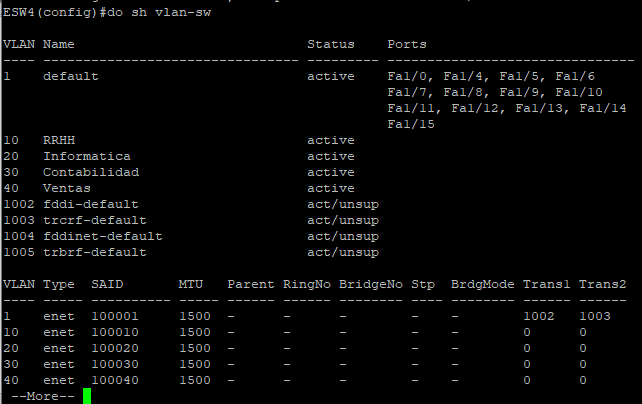 ESW4(config)#do sh vlan-sw
VLAN Name                             Status    Ports
---- -------------------------------- --------- -------------------------------
1    default                          active    Fa1/0, Fa1/4, Fa1/5, Fa1/6
                                                Fa1/7, Fa1/8, Fa1/9, Fa1/10
                                                Fa1/11, Fa1/12, Fa1/13, Fa1/14
                                                Fa1/15
10   RRHH                             active
20   Informatica                      active
30   Contabilidad                     active
40   Ventas                           active
1002 fddi-default                     act/unsup
1003 trcrf-default                    act/unsup
1004 fddinet-default                  act/unsup
1005 trbrf-default                    act/unsup
VLAN Type  SAID       MTU   Parent RingNo BridgeNo Stp  BrdgMode Trans1 Trans2
---- ----- ---------- ----- ------ ------ -------- ---- -------- ------ ------
1    enet  100001     1500  -      -      -        -    -        1002   1003
10   enet  100010     1500  -      -      -        -    -        0      0
20   enet  100020     1500  -      -      -        -    -        0      0
30   enet  100030     1500  -      -      -        -    -        0      0
40   enet  100040     1500  -      -      -        -    -        0      0
 --More--